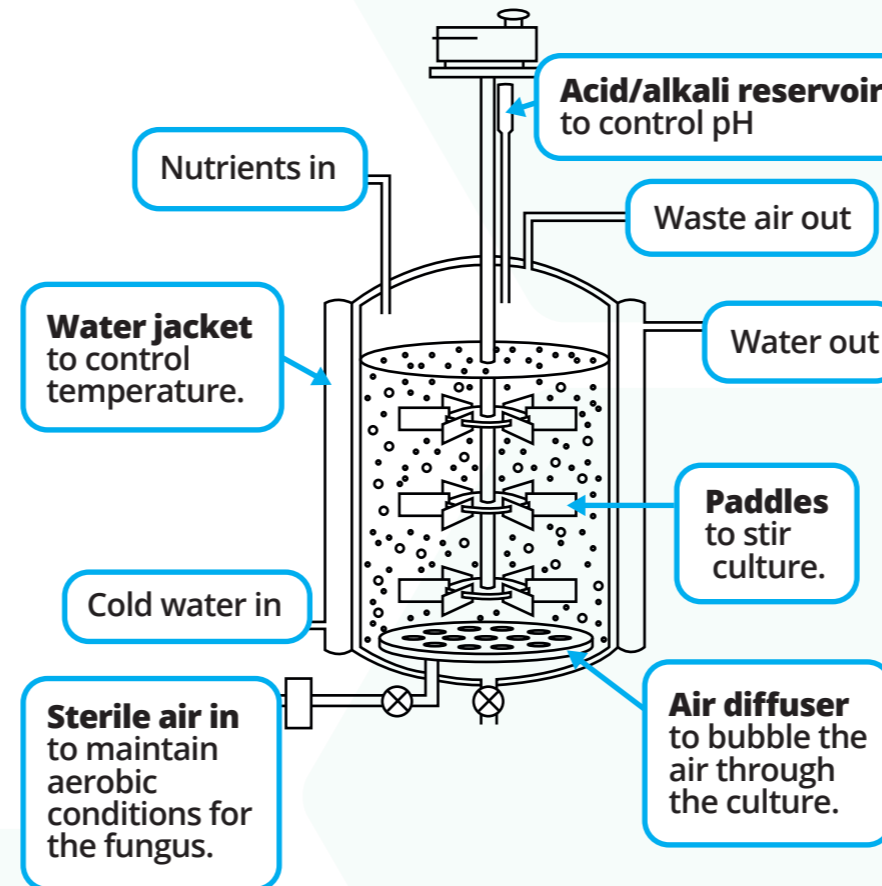 Acid/alkali reservoir
to control pH
Nutrients in
Waste air out
Water jacket
to control
temperature.
Water out
Paddles
to stir
culture.
Cold water in
Sterile air in
to maintain
aerobic
conditions for
the fungus.
Air diffuser
to bubble the
air through
the culture.